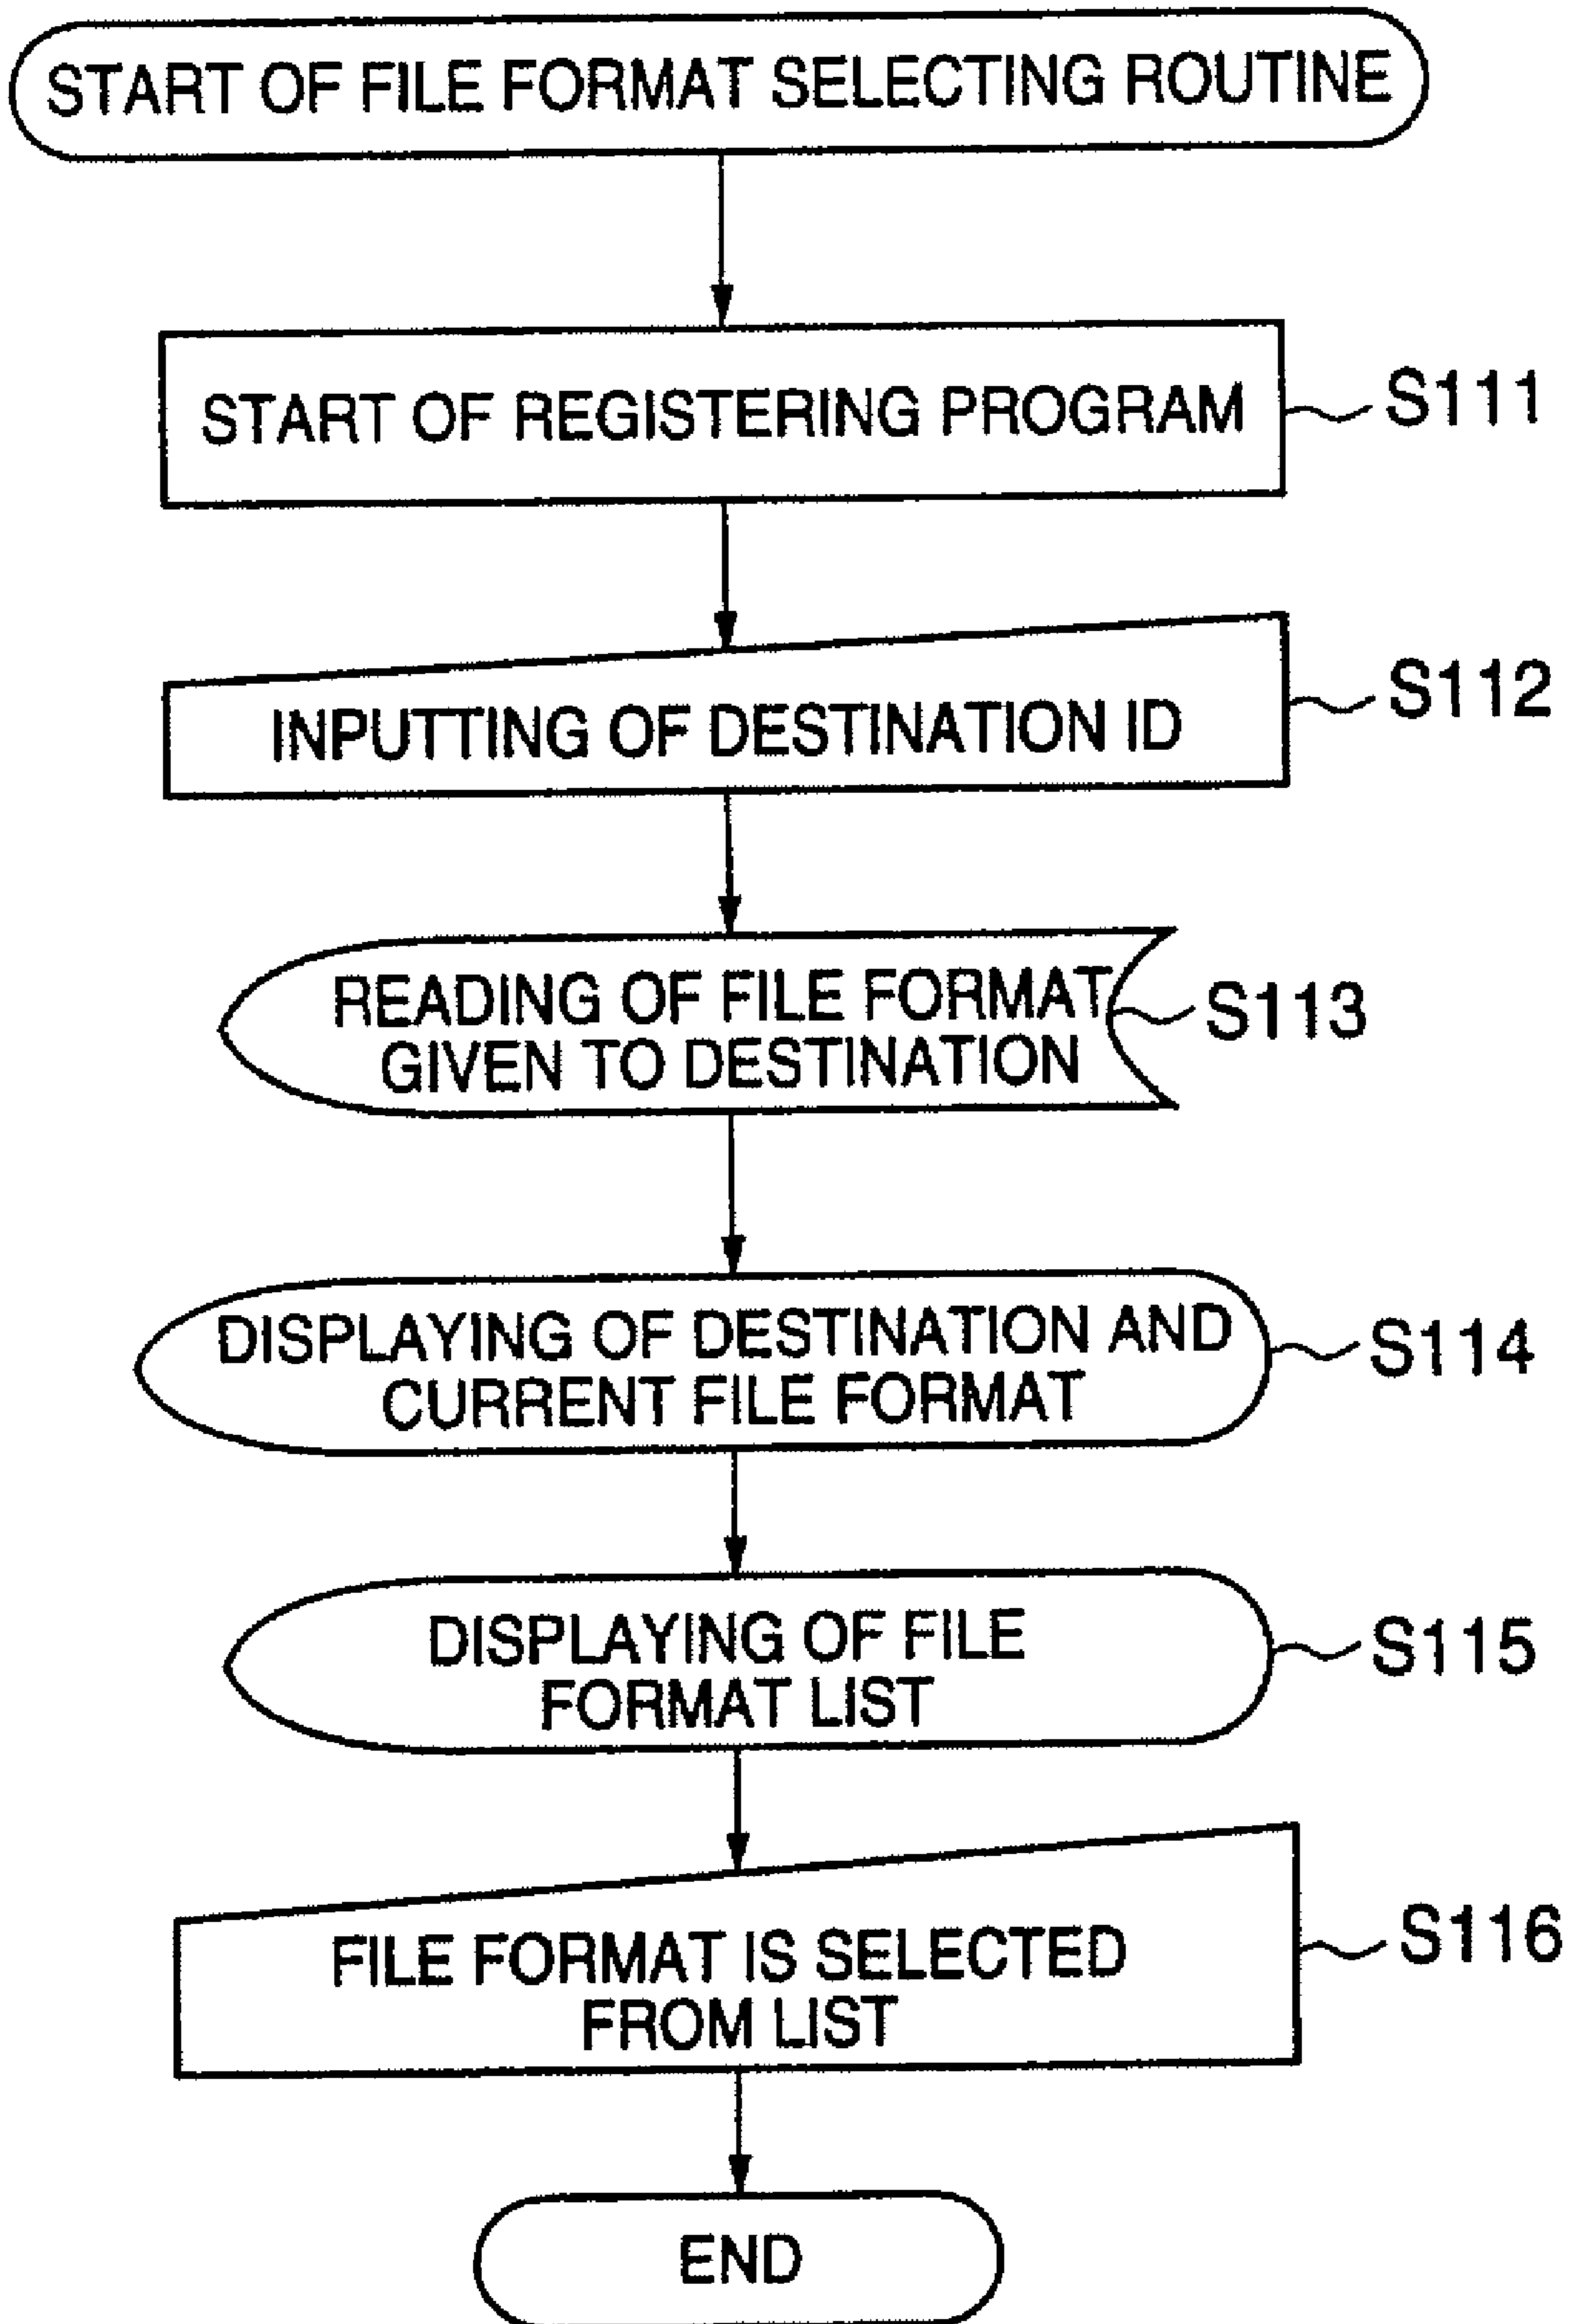 START OF FILE FORMAT SELECTING ROUTINE
START OF REGISTERING PROGRAM
S111
INPUTTING OF DESTINATION ID
S112
READING OF FILE FORMAT
GIVEN TO DESTINATION
S113
DISPLAYING OF DESTINATION AND
CURRENT FILE FORMAT
S114
DISPLAYING OF FILE
FORMAT LIST
S115
FILE FORMAT IS SELECTED
FROM LIST
S116
END